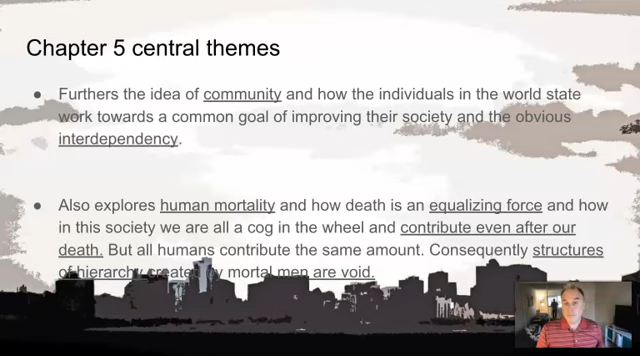 Chapter 5 central themes
● Furthers the idea of community and how the individuals in the world state
work towards a common goal of improving their society and the obvious
interdependency.
● Also explores human mortality and how death is an equalizing force and how
in this society we are all a cog in the wheel and contribute even after our
death. But all humans contribute the same amount. Consequently structures
of hierarchy created by mortal men are void.